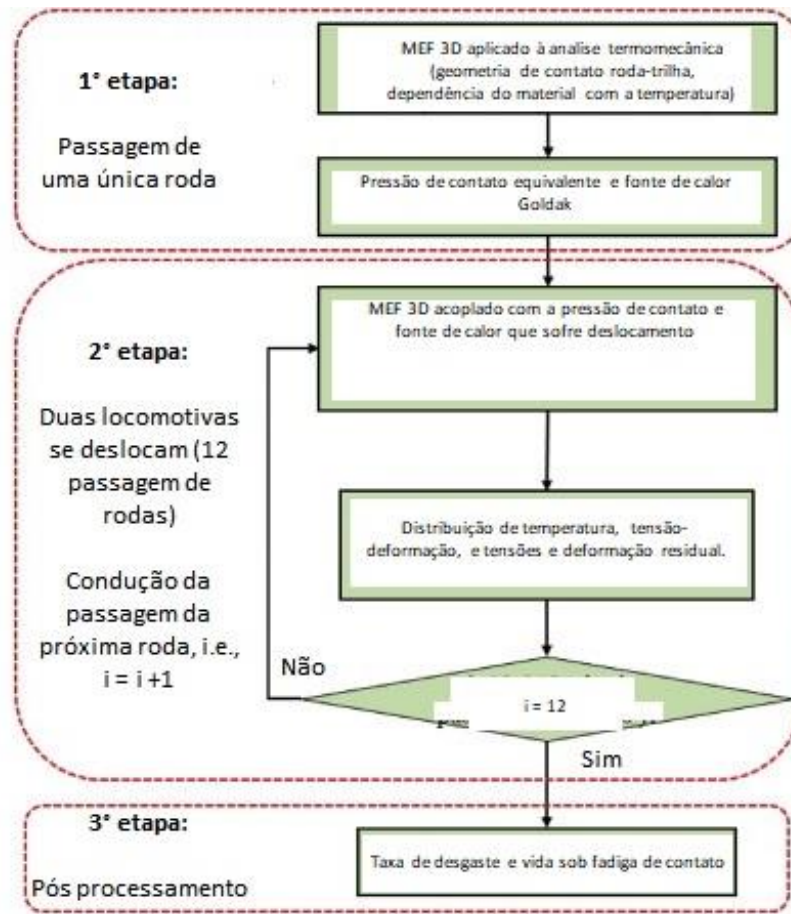 1° etapa:
Passagem de
uma única roda
MEF 3D aplicado à analise termomecânica
(geometria de contato roda-trilha,
dependência do material com a temperatura)
Pressão de contato equivalente e fonte de calor
Goldak
2° etapa:
Duas locomotivas
se deslocam (12
passagem de
rodas)
Condução da
passagem da
próxima roda, i.e.,
i = i +1
MEF 3D acoplado com a pressão de contato e
fonte de calor que sofre deslocamento
Distribuição de temperatura, tensão-
deformação, e tensões e deformação residual.
Não
i = 12
Sim
3° etapa:
Pós processamento
Taxa de desgaste e vida sob fadiga de contato